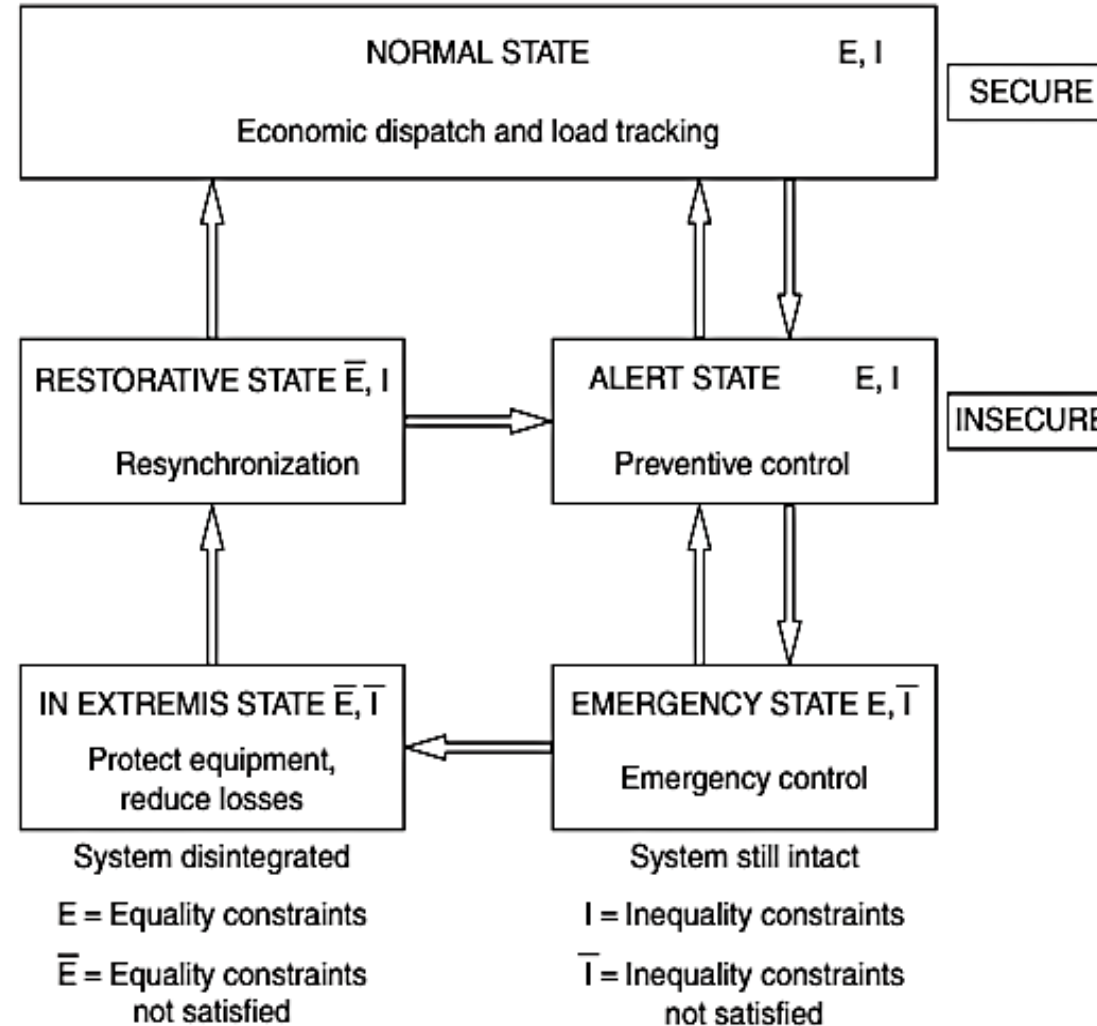 NORMAL STATE E, I
SECURE
Economic dispatch and load tracking
RESTORATIVE STATE E̅, I
ALERT STATE E, I
INSECURE
Resynchronization
Preventive control
IN EXTREMIS STATE E̅, I̅
EMERGENCY STATE E, I̅
Protect equipment,
reduce losses
Emergency control
System disintegrated
System still intact
E = Equality constraints
I = Inequality constraints
E̅ = Equality constraints
not satisfied
I̅ = Inequality constraints
not satisfied